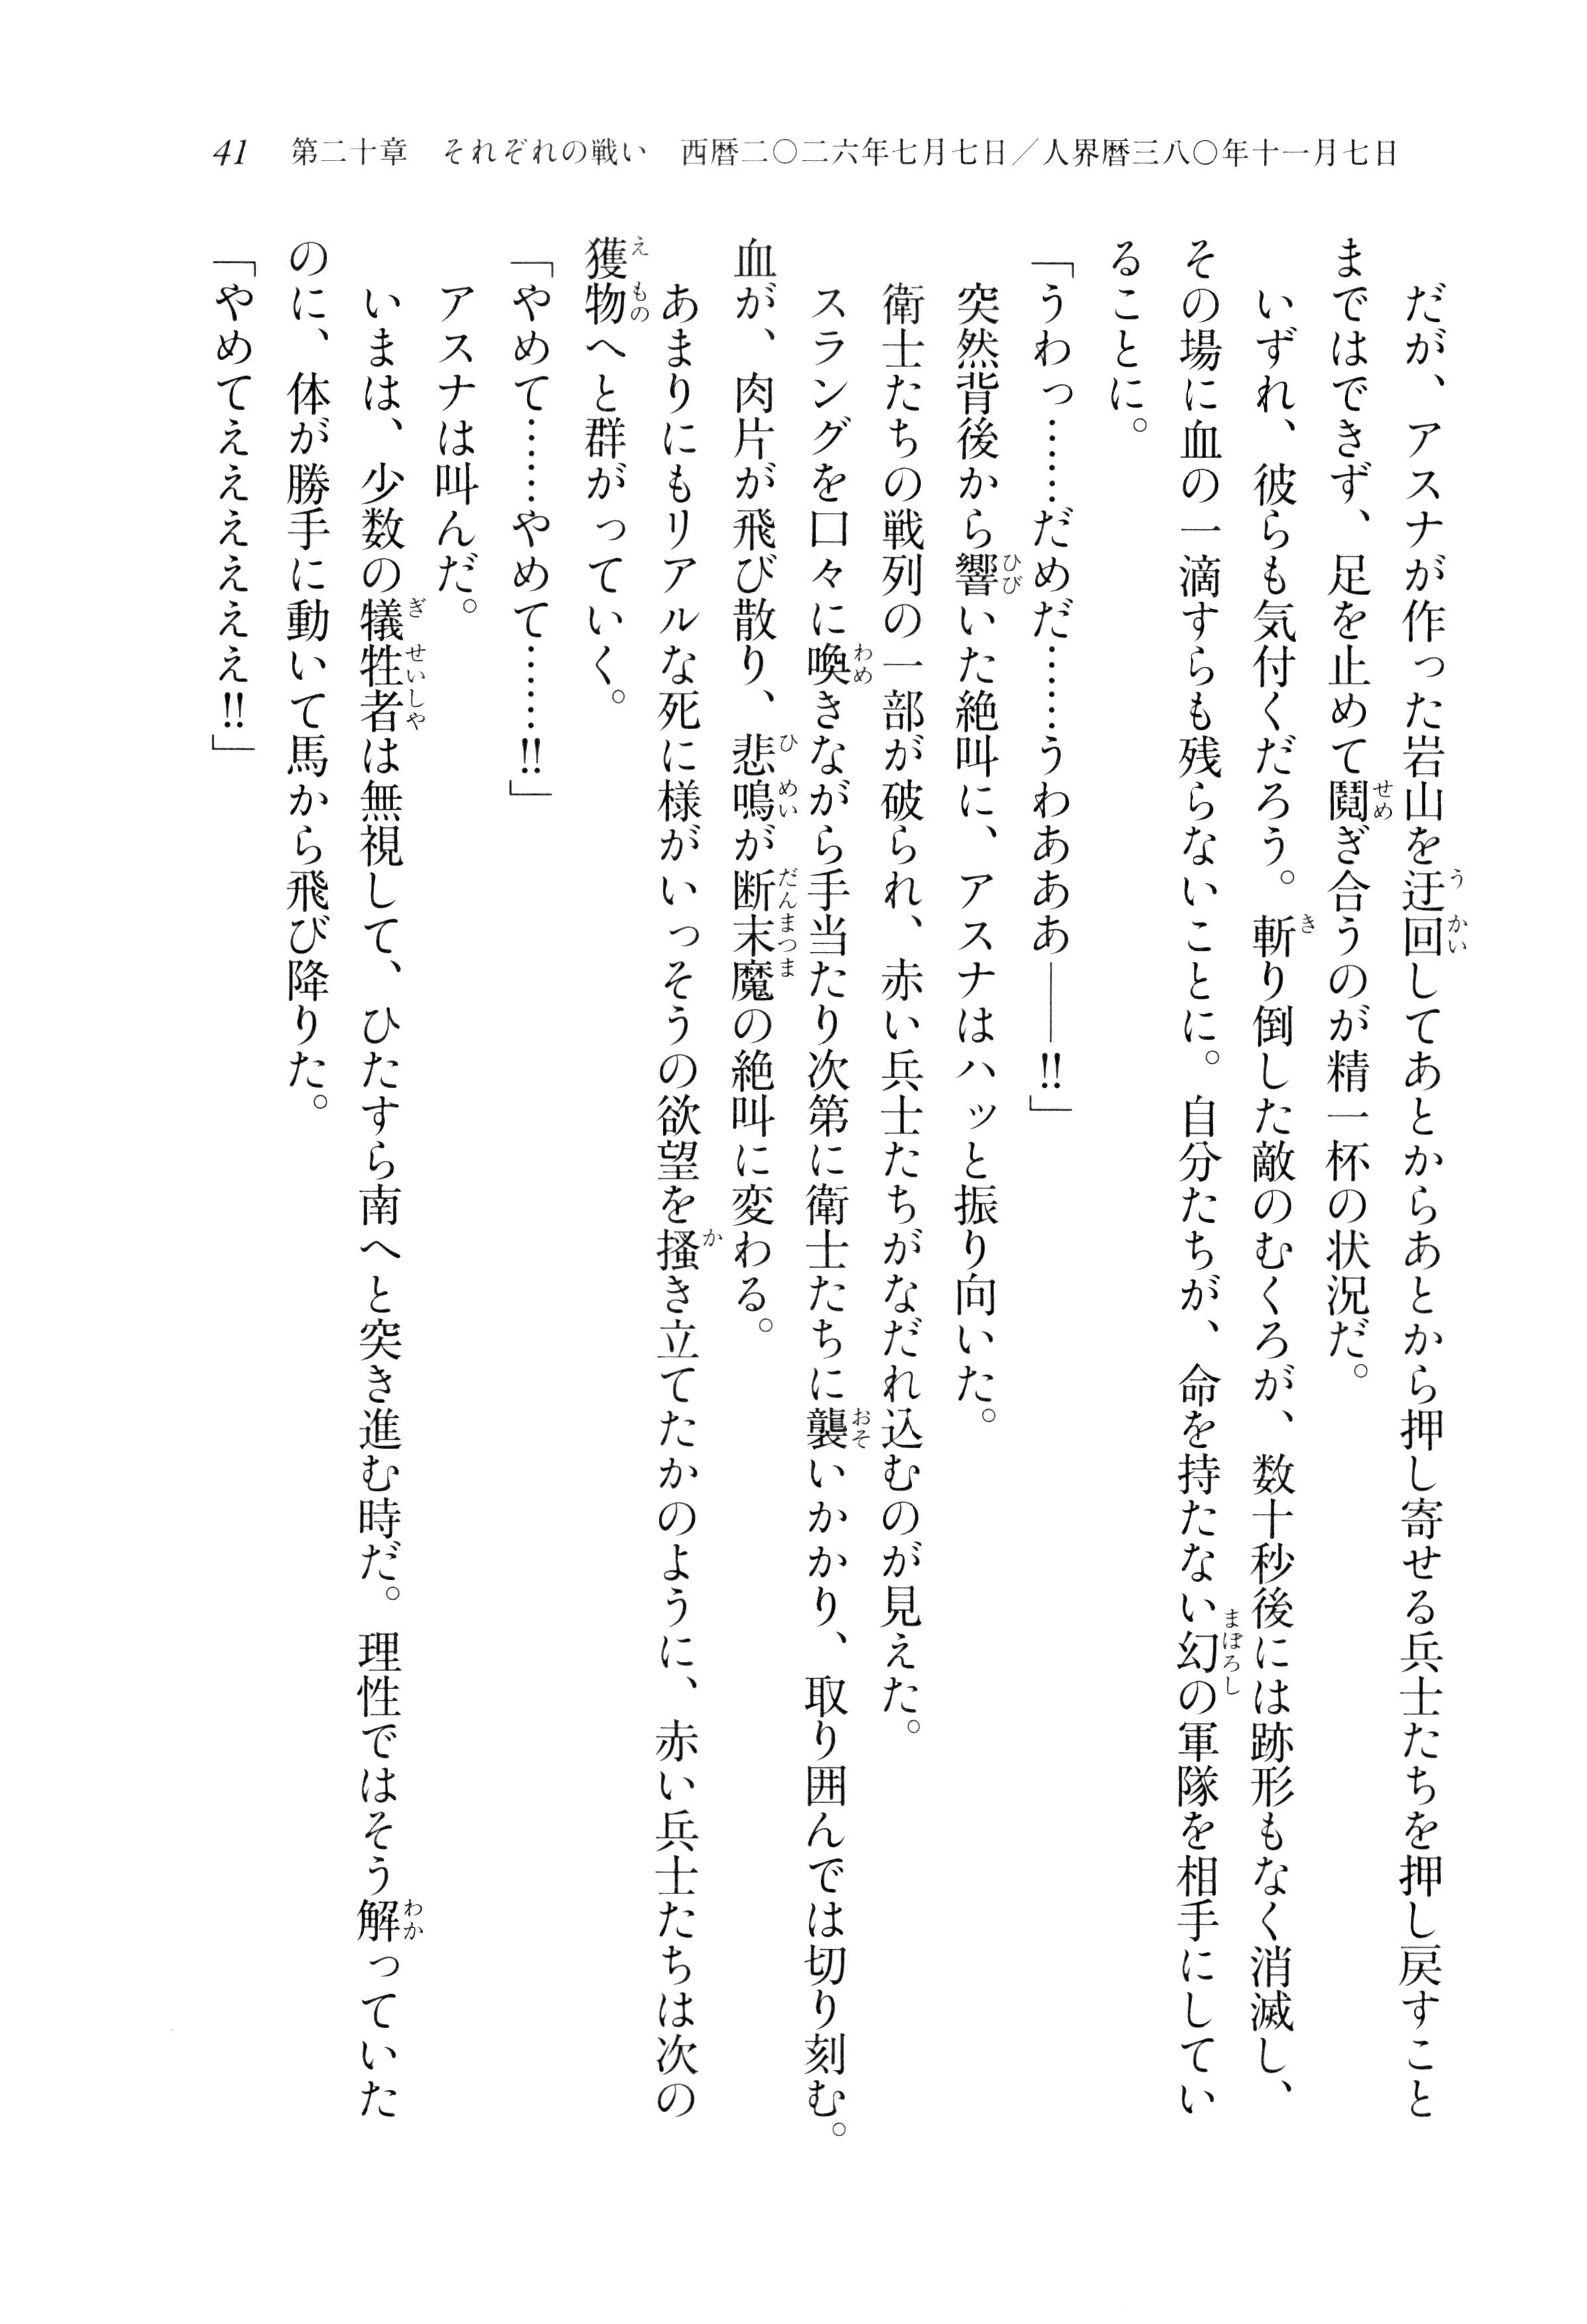 41　第二十章　それぞれの戦い　西暦二〇二六年七月七日／人界暦三八〇年十一月七日
　だが、アスナが作った岩山を迂回してあとからあとから押し寄せる兵士たちを押し戻すこと
まではできず、足を止めて鬩ぎ合うのが精一杯の状況だ。
　いずれ、彼らも気付くだろう。斬り倒した敵のむくろが、数十秒後には跡形もなく消滅し、
その場に血の一滴すらも残らないことに。自分たちが、命を持たない幻の軍隊を相手にしてい
ることに。
「うわっ……だめだ……うわあああ――!!」
　突然背後から響いた絶叫に、アスナはハッと振り向いた。
　衛士たちの戦列の一部が破られ、赤い兵士たちがなだれ込むのが見えた。
　スラングを口々に喚きながら手当たり次第に衛士たちに襲いかかり、取り囲んでは切り刻む。
血が、肉片が飛び散り、悲鳴が断末魔の絶叫に変わる。
　あまりにもリアルな死に様がいっそうの欲望を掻き立てたかのように、赤い兵士たちは次の
獲物へと群がっていく。
「やめて……やめて……!!」
　アスナは叫んだ。
　いまは、少数の犠牲者は無視して、ひたすら南へと突き進む時だ。理性ではそう解っていた
のに、体が勝手に動いて馬から飛び降りた。
「やめてええええええ!!」